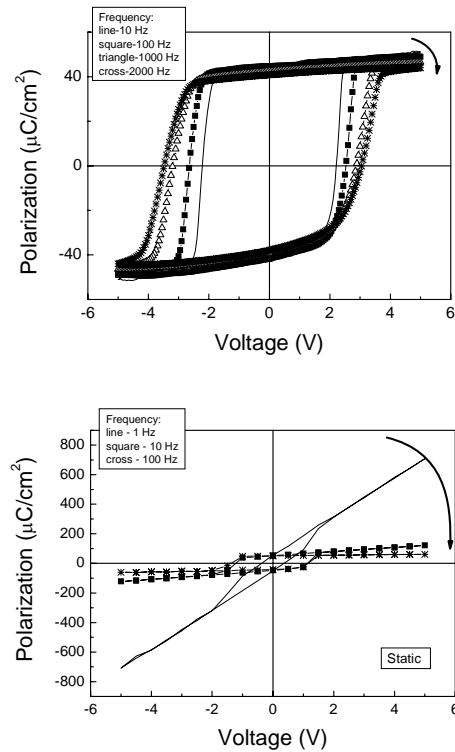 Frequency:
line-10 Hz
square-100 Hz
triangle-1000 Hz
cross-2000 Hz
Polarization (μC/cm²)
40
0
-40
-6 -4 -2 0 2 4 6
Voltage (V)
Frequency:
line - 1 Hz
square - 10 Hz
cross - 100 Hz
Polarization (μC/cm²)
800
600
400
200
0
-200
-400
-600
-800
Static
-6 -4 -2 0 2 4 6
Voltage (V)